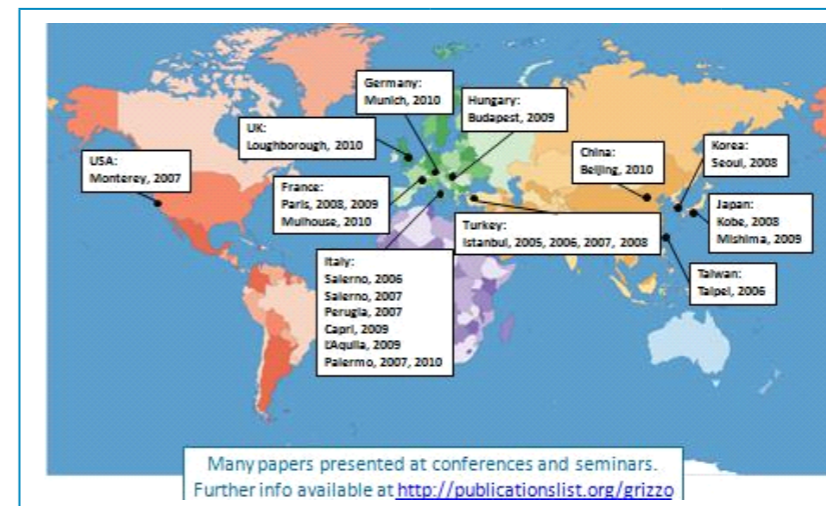 Germany:
Munich, 2010
Hungary:
Budapest, 2009
UK:
Loughborough, 2010
USA:
Monterey, 2007
France:
Paris, 2008, 2009
Mulhouse, 2010
China:
Beijing, 2010
Korea:
Seoul, 2008
Japan:
Kobe, 2008
Mishima, 2009
Turkey:
Istanbul, 2005, 2006, 2007, 2008
Italy:
Salerno, 2006
Salerno, 2007
Perugia, 2007
Capri, 2009
L'Aquila, 2009
Palermo, 2007, 2010
Taiwan:
Taipei, 2006
Many papers presented at conferences and seminars.
Further info available at http://publicationslist.org/grizzo